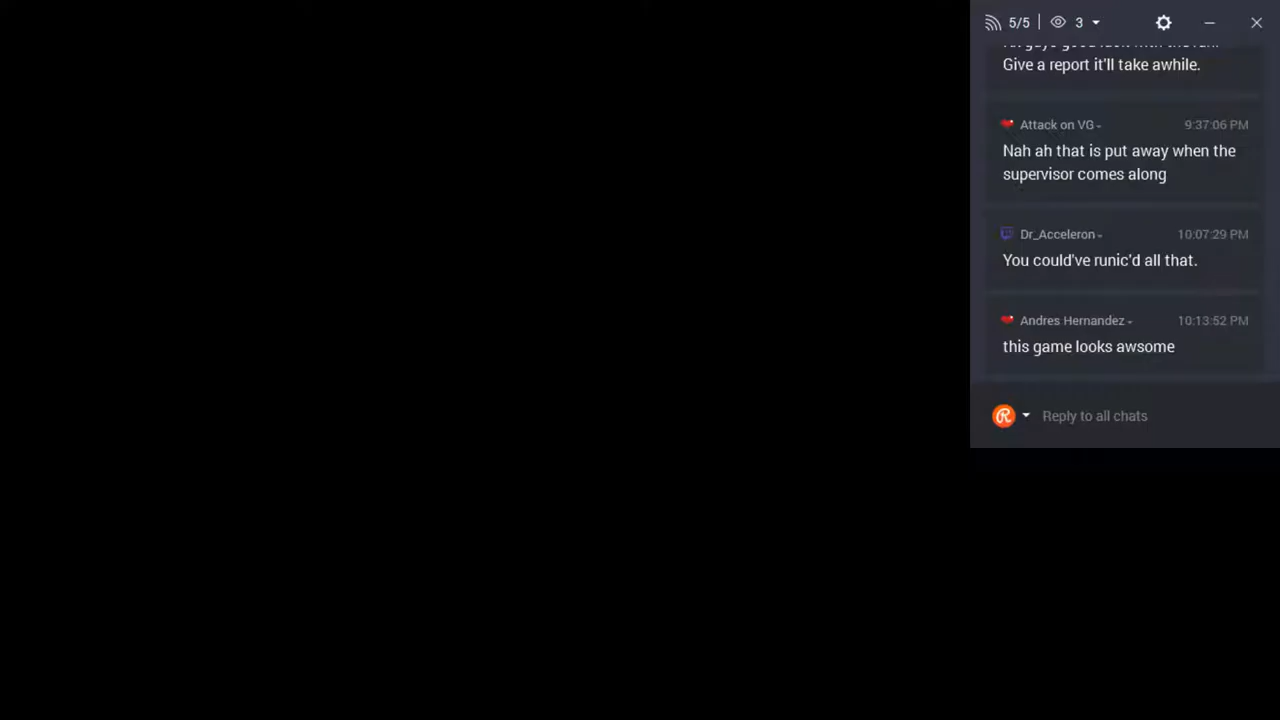 5/5 3
Give a report it'll take awhile.
Attack on VG 9:37:06 PM
Nah ah that is put away when the
supervisor comes along
Dr_Acceleron 10:07:29 PM
You could've runic'd all that.
Andres Hernandez 10:13:52 PM
this game looks awsome
Reply to all chats